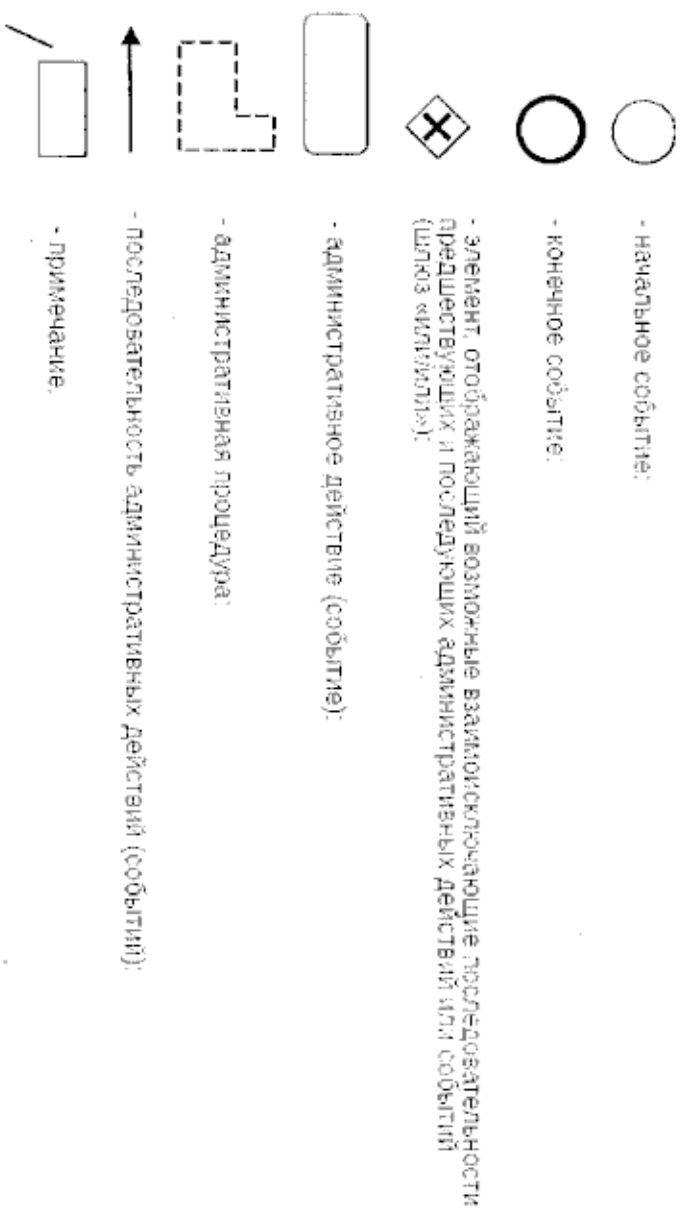 - начальное событие;
- конечное событие;
- элемент, отображающий возможные взаимоисключающие последовательности
предшествующих и последующих административных действий или событий
(шлюз «или/или»);
- административное действие (событие);
- административная процедура;
- последовательность административных действий (событий);
- примечание.